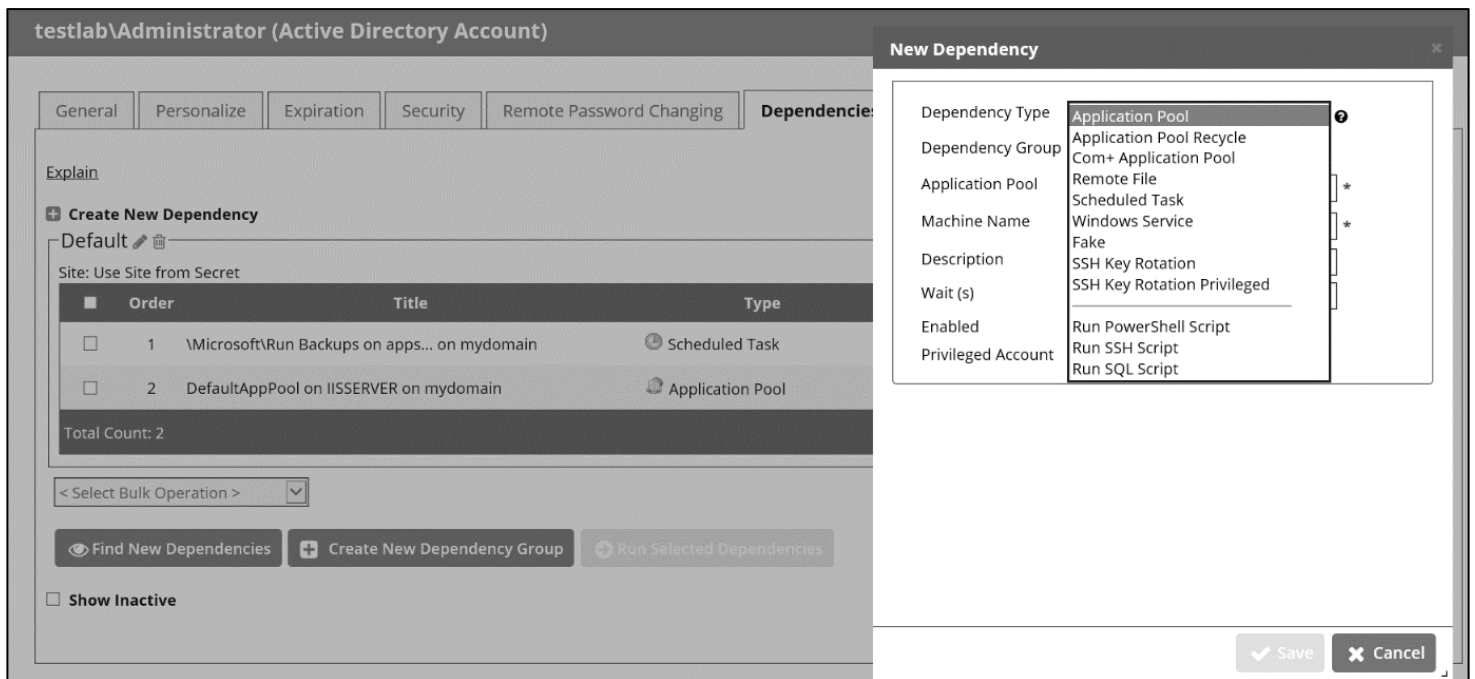 testlab\Administrator (Active Directory Account)
General Personalize Expiration Security Remote Password Changing Dependencies
Explain
Create New Dependency
Default
Site: Use Site from Secret
Order Title Type
1 \Microsoft\Run Backups on apps... on mydomain Scheduled Task
2 DefaultAppPool on IISSERVER on mydomain Application Pool
Total Count: 2
< Select Bulk Operation >
Find New Dependencies Create New Dependency Group Run Selected Dependencies
Show Inactive
New Dependency
Dependency Type
Dependency Group
Application Pool *
Machine Name *
Description
Wait (s)
Enabled
Privileged Account
Application Pool
Application Pool Recycle
Com+ Application Pool
Remote File
Scheduled Task
Windows Service
Fake
SSH Key Rotation
SSH Key Rotation Privileged
Run PowerShell Script
Run SSH Script
Run SQL Script
Save Cancel